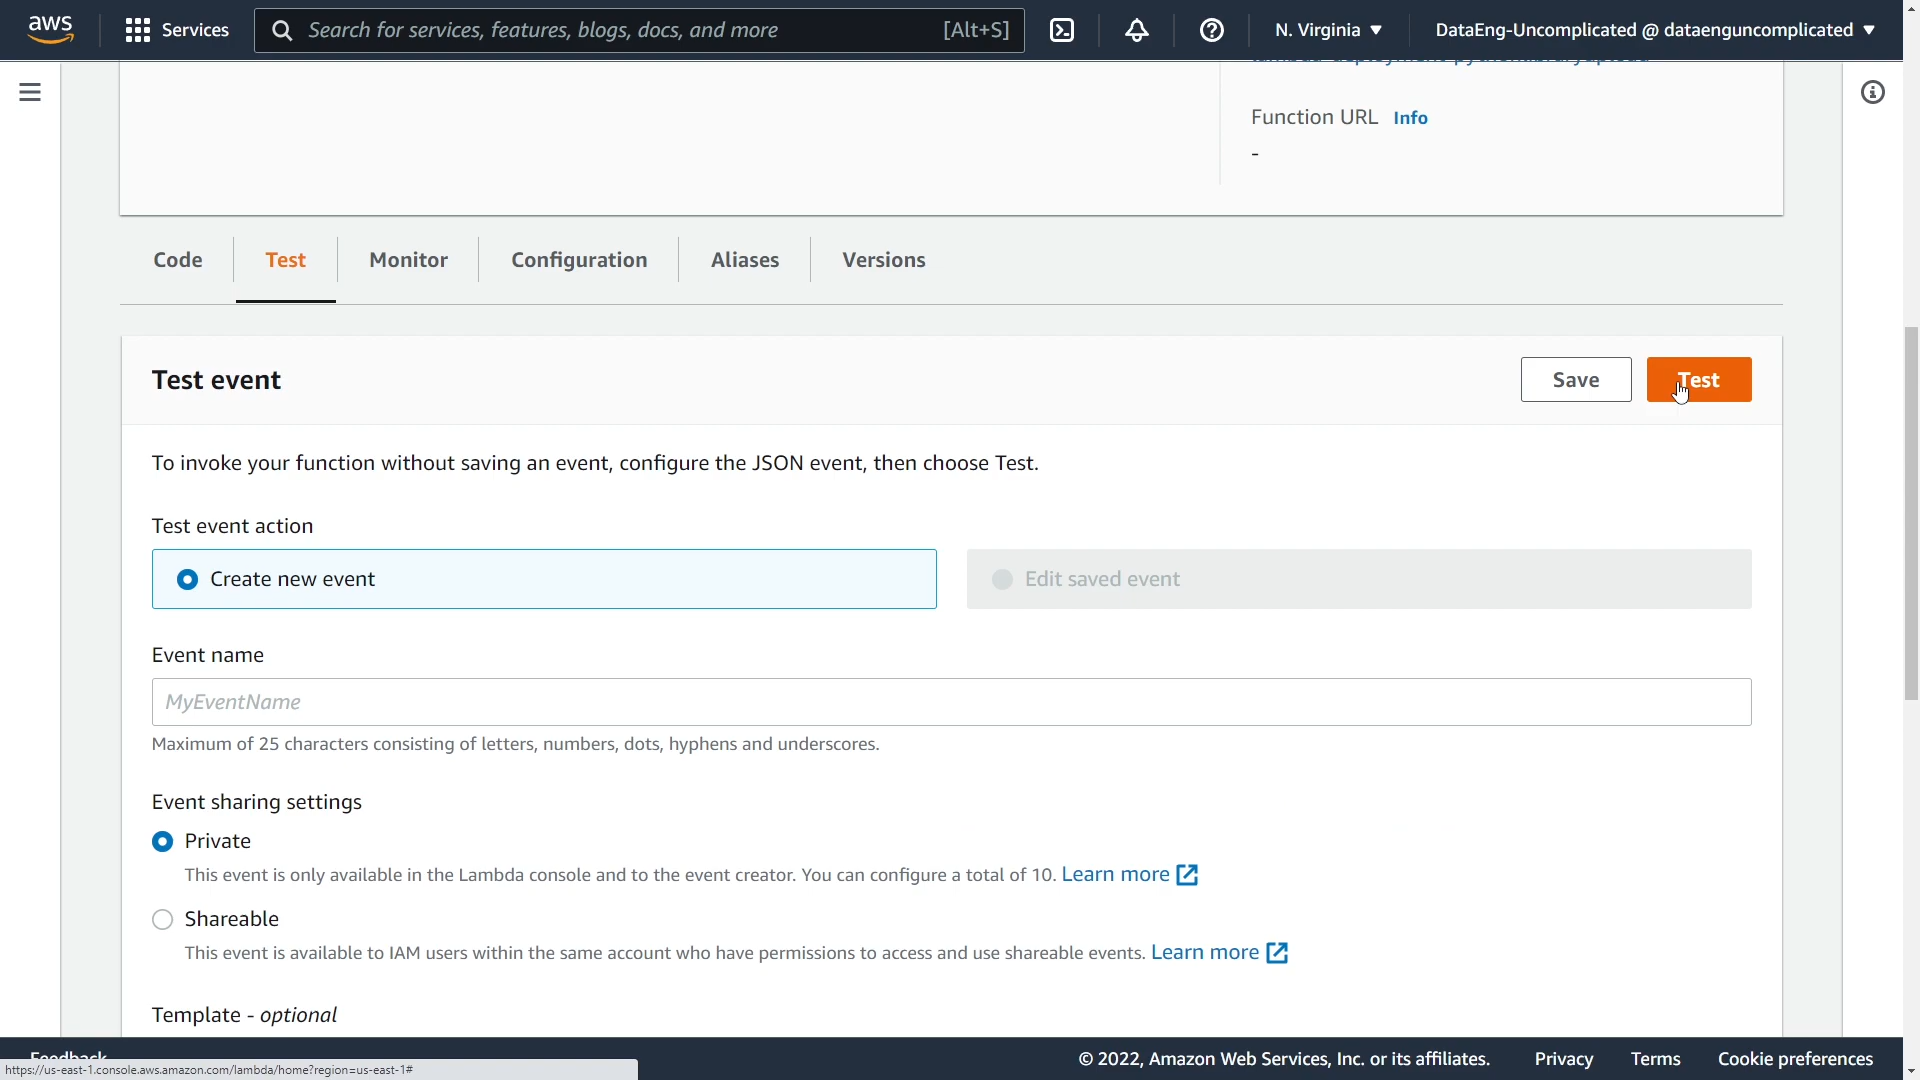 aws
Services
Search for services, features, blogs, docs, and more [Alt+S]
N. Virginia
DataEng-Uncomplicated @ dataenguncomplicated
Function URL Info
-
Code
Test
Monitor
Configuration
Aliases
Versions
Test event
Save
Test
To invoke your function without saving an event, configure the JSON event, then choose Test.
Test event action
Create new event
Edit saved event
Event name
MyEventName
Maximum of 25 characters consisting of letters, numbers, dots, hyphens and underscores.
Event sharing settings
Private
This event is only available in the Lambda console and to the event creator. You can configure a total of 10. Learn more
Shareable
This event is available to IAM users within the same account who have permissions to access and use shareable events. Learn more
Template - optional
Feedback
© 2022, Amazon Web Services, Inc. or its affiliates.
Privacy
Terms
Cookie preferences
https://us-east-1.console.aws.amazon.com/lambda/home?region=us-east-1#